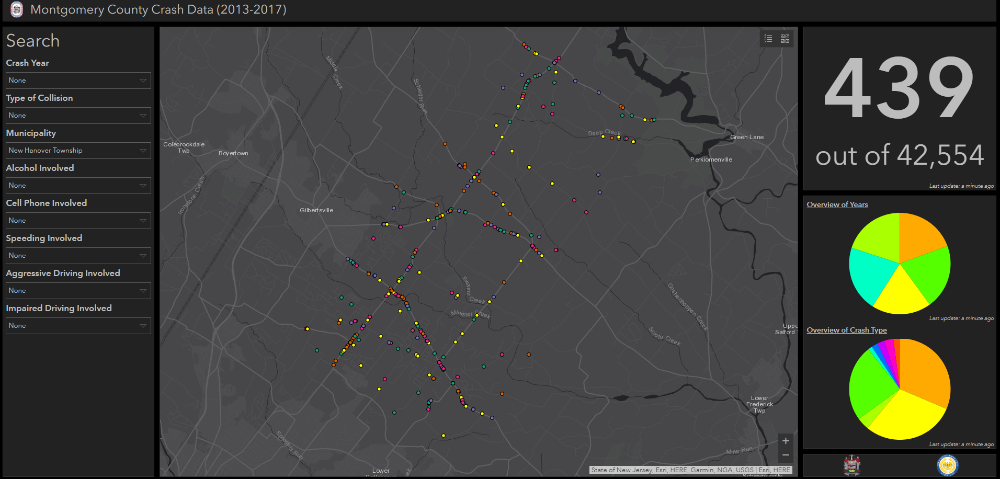 Montgomery County Crash Data (2013-2017)
Search
Crash Year
None
Type of Collision
None
Municipality
New Hanover Township
Alcohol Involved
None
Cell Phone Involved
None
Speeding Involved
None
Aggressive Driving Involved
None
Impaired Driving Involved
None
Middle Creek
Schlegel Run
Colebrookdale
Twp
Boyertown
Ironstone Creek
Gilbertsville
Deep Creek
Green Lane
Perkiomenville
Swamp Creek
Minister Creek
Goshenhoppen Creek
Scioto Creek
Uppe
Salford T
Lower
Frederick
Twp
Sprogels Run
Mine Run
Lower
Schwenksville
+
−
State of New Jersey, Esri, HERE, Garmin, NGA, USGS | Esri, HERE
439
out of 42,554
Last update: a minute ago
Overview of Years
Last update: a minute ago
Overview of Crash Type
Last update: a minute ago